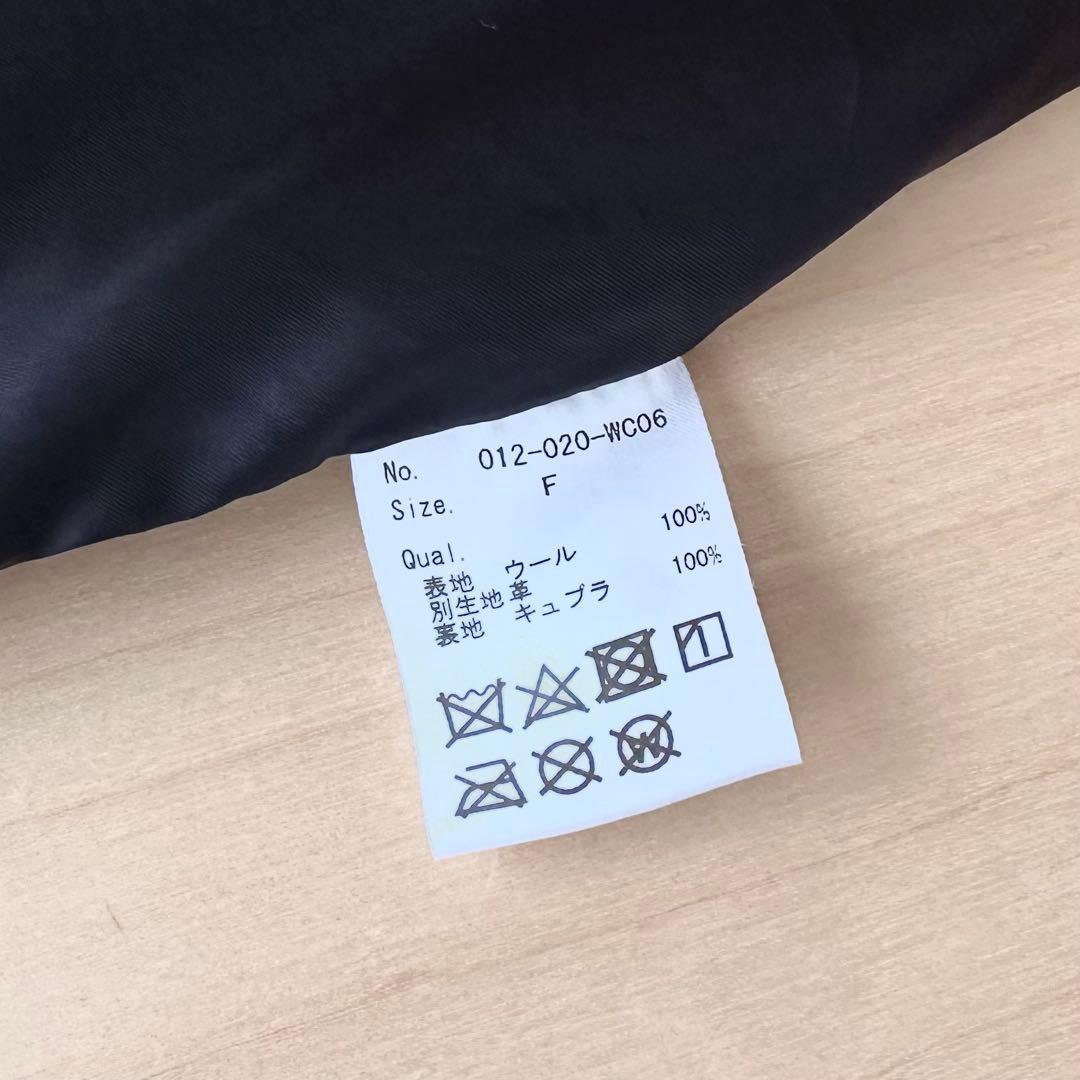 No. 012-020-WC06
Size. F
Qual.
表地 ウール 100%
別生地 革
裏地 キュプラ 100%
W